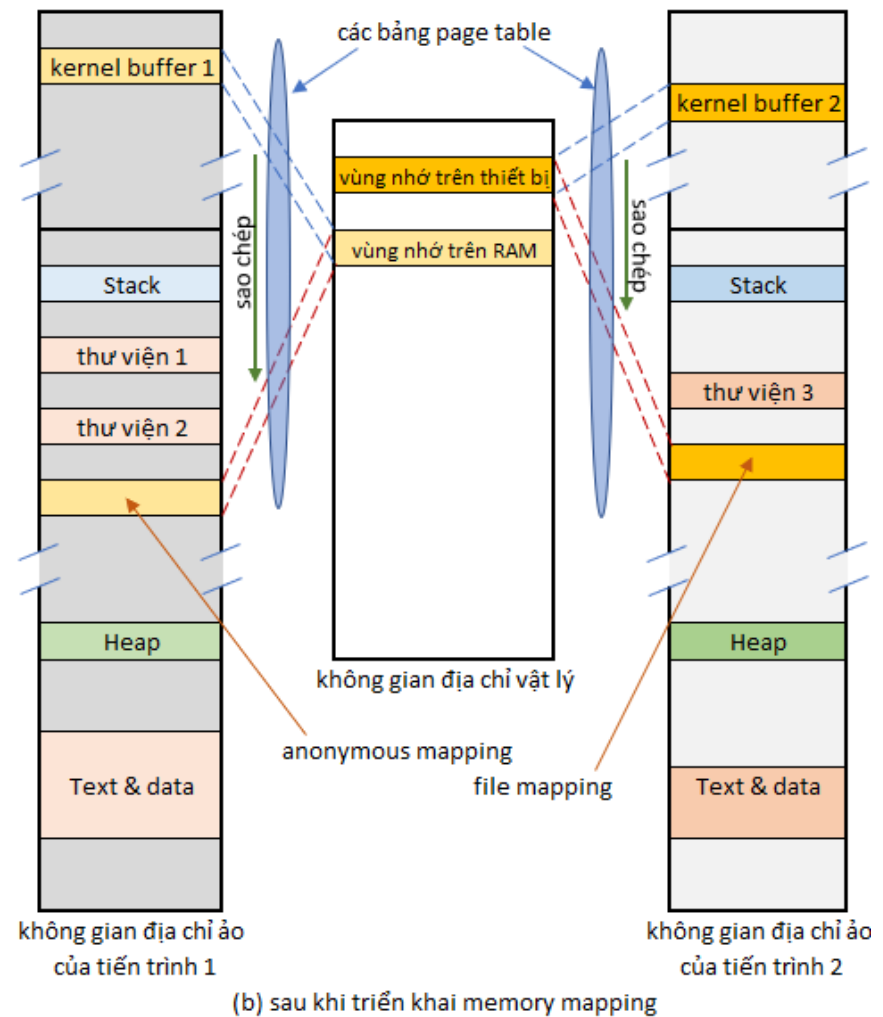 các bảng page table
kernel buffer 1
kernel buffer 2
vùng nhớ trên thiết bị
vùng nhớ trên RAM
sao chép
sao chép
Stack
Stack
thư viện 1
thư viện 2
thư viện 3
Heap
Heap
không gian địa chỉ vật lý
anonymous mapping
file mapping
Text & data
Text & data
không gian địa chỉ ảo
của tiến trình 1
không gian địa chỉ ảo
của tiến trình 2
(b) sau khi triển khai memory mapping